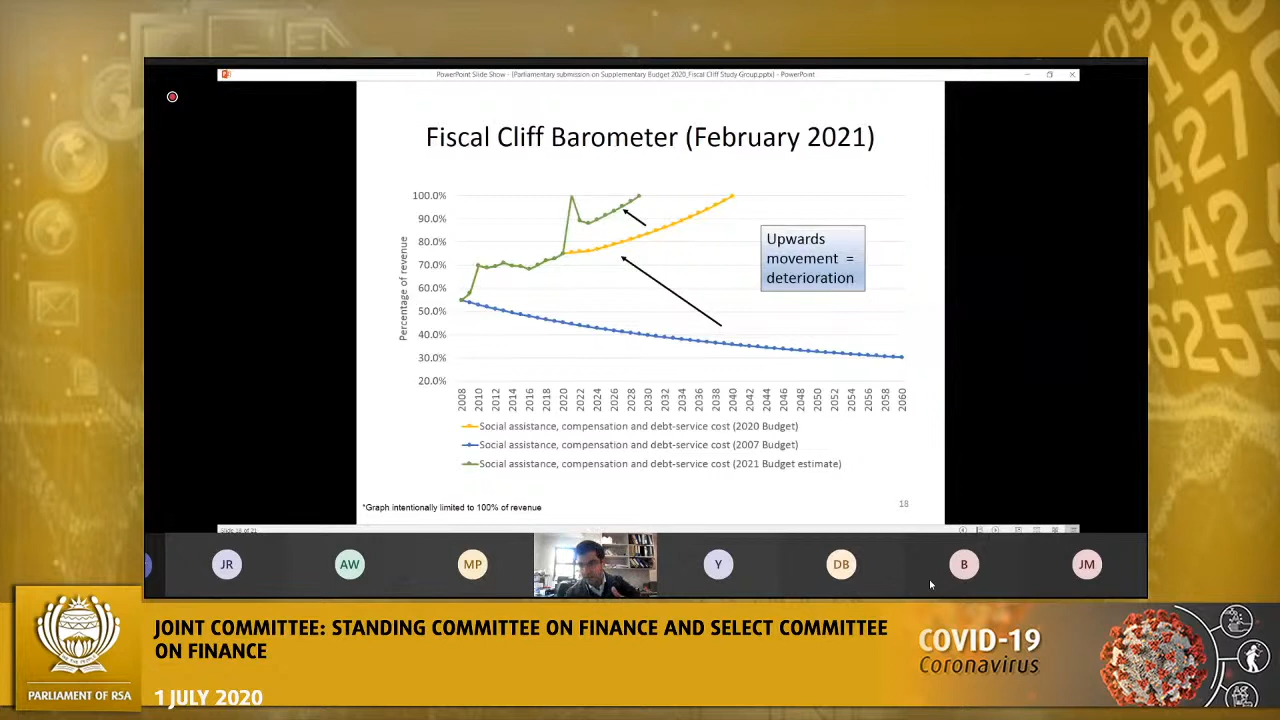 PowerPoint Slide Show - [Parliamentary submission on Supplementary Budget 2020_Fiscal Cliff Study Group.pptx] - PowerPoint
Fiscal Cliff Barometer (February 2021)
Percentage of revenue
100.0%
90.0%
80.0%
70.0%
60.0%
50.0%
40.0%
30.0%
20.0%
Upwards
movement =
deterioration
2008 2010 2012 2014 2016 2018 2020 2022 2024 2026 2028 2030 2032 2034 2036 2038 2040 2042 2044 2046 2048 2050 2052 2054 2056 2058 2060
Social assistance, compensation and debt-service cost (2020 Budget)
Social assistance, compensation and debt-service cost (2007 Budget)
Social assistance, compensation and debt-service cost (2021 Budget estimate)
*Graph intentionally limited to 100% of revenue
18
Slide 18 of 21
JR AW MP Y DB B JM
JOINT COMMITTEE: STANDING COMMITTEE ON FINANCE AND SELECT COMMITTEE
ON FINANCE
1 JULY 2020
PARLIAMENT OF RSA
COVID-19
Coronavirus